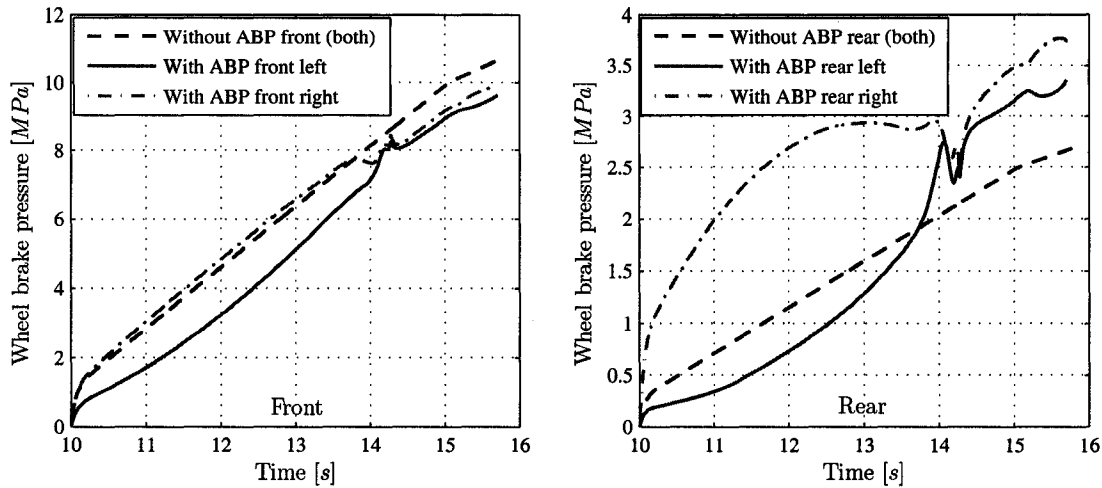 12
10
8
6
4
2
0
10
11
12
13
14
15
16
Wheel brake pressure [MPa]
Time [s]
Without ABP front (both)
With ABP front left
With ABP front right
Front
4
3.5
3
2.5
2
1.5
1
0.5
0
10
11
12
13
14
15
16
Wheel brake pressure [MPa]
Time [s]
Without ABP rear (both)
With ABP rear left
With ABP rear right
Rear